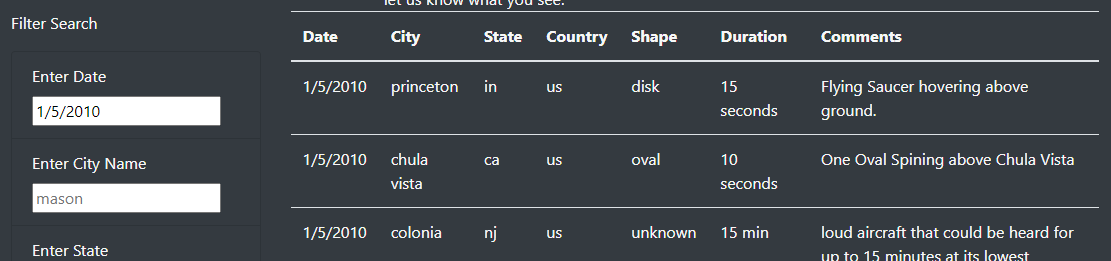 let us know what you see.
Filter Search
Enter Date
1/5/2010
Enter City Name
mason
Enter State
Date City State Country Shape Duration Comments
1/5/2010 princeton in us disk 15 Flying Saucer hovering above
seconds ground.
1/5/2010 chula ca us oval 10 One Oval Spining above Chula Vista
vista seconds
1/5/2010 colonia nj us unknown 15 min loud aircraft that could be heard for
up to 15 minutes at its lowest